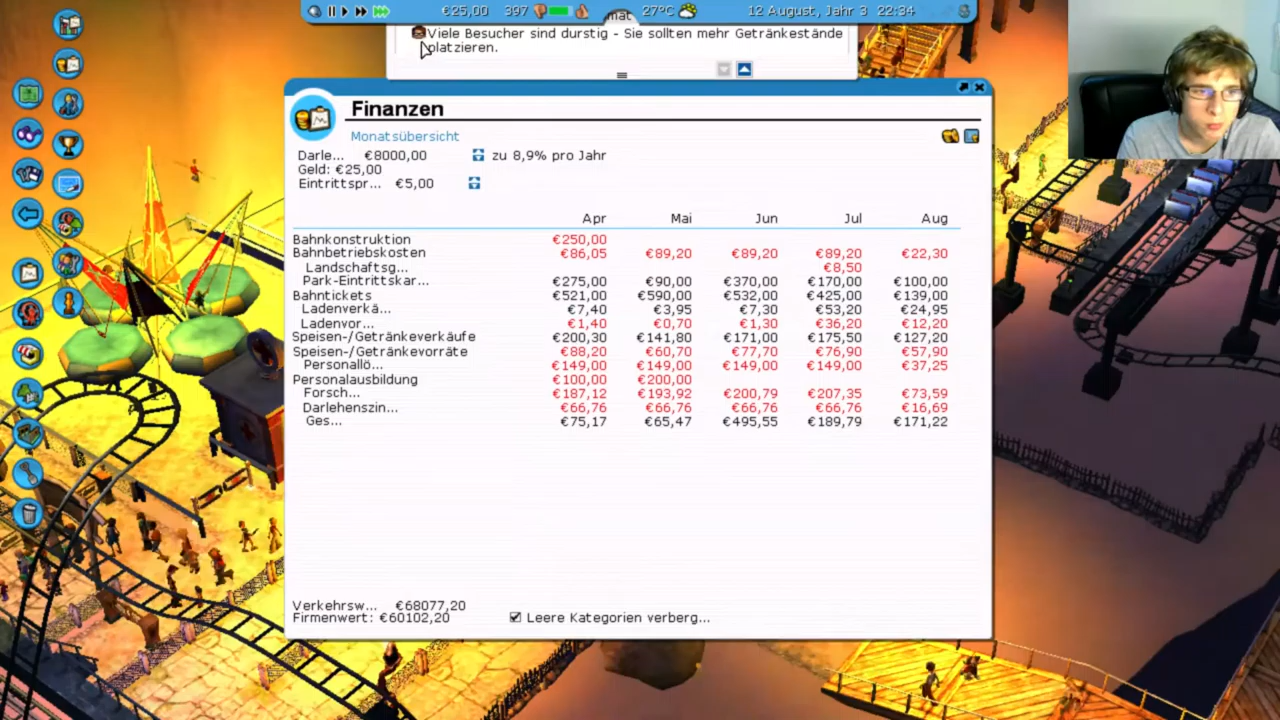 €25,00 397 27°C 12 August, Jahr 3 22:34
mat
Viele Besucher sind durstig - Sie sollten mehr Getränkestände
platzieren.
Finanzen
Monatsübersicht
Darle... €8000,00 zu 8,9% pro Jahr
Geld: €25,00
Eintrittspr... €5,00
Apr Mai Jun Jul Aug
Bahnkonstruktion €250,00
Bahnbetriebskosten €86,05 €89,20 €89,20 €89,20 €22,30
Landschaftsg... €8,50
Park-Eintrittskar... €275,00 €90,00 €370,00 €170,00 €100,00
Bahntickets €521,00 €590,00 €532,00 €425,00 €139,00
Ladenverkä... €7,40 €3,95 €7,30 €53,20 €24,95
Ladenvor... €1,40 €0,70 €1,30 €36,20 €12,20
Speisen-/Getränkeverkäufe €200,30 €141,80 €171,00 €175,50 €127,20
Speisen-/Getränkevorräte €88,20 €60,70 €77,70 €76,90 €57,90
Personallö... €149,00 €149,00 €149,00 €149,00 €37,25
Personalausbildung €100,00 €200,00
Forsch... €187,12 €193,92 €200,79 €207,35 €73,59
Darlehenszin... €66,76 €66,76 €66,76 €66,76 €16,69
Ges... €75,17 €65,47 €495,55 €189,79 €171,22
Verkehrsw... €68077,20
Firmenwert: €60102,20 Leere Kategorien verberg...